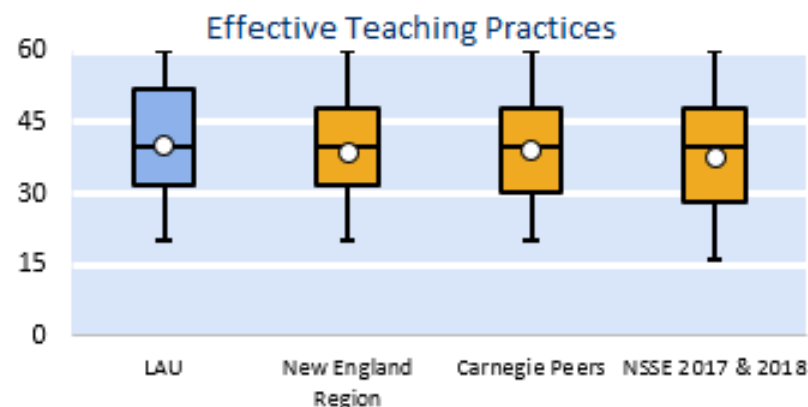 Effective Teaching Practices
60
45
30
15
0
LAU
New England
Region
Carnegie Peers
NSSE 2017 & 2018